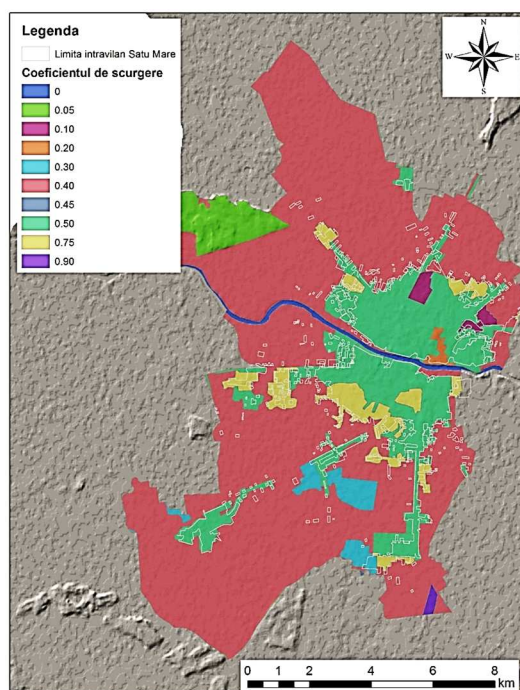 Legenda
Limita intravilan Satu Mare
Coeficientul de scurgere
0
0.05
0.10
0.20
0.30
0.40
0.45
0.50
0.75
0.90
N
W E
S
0 1 2 4 6 8
km